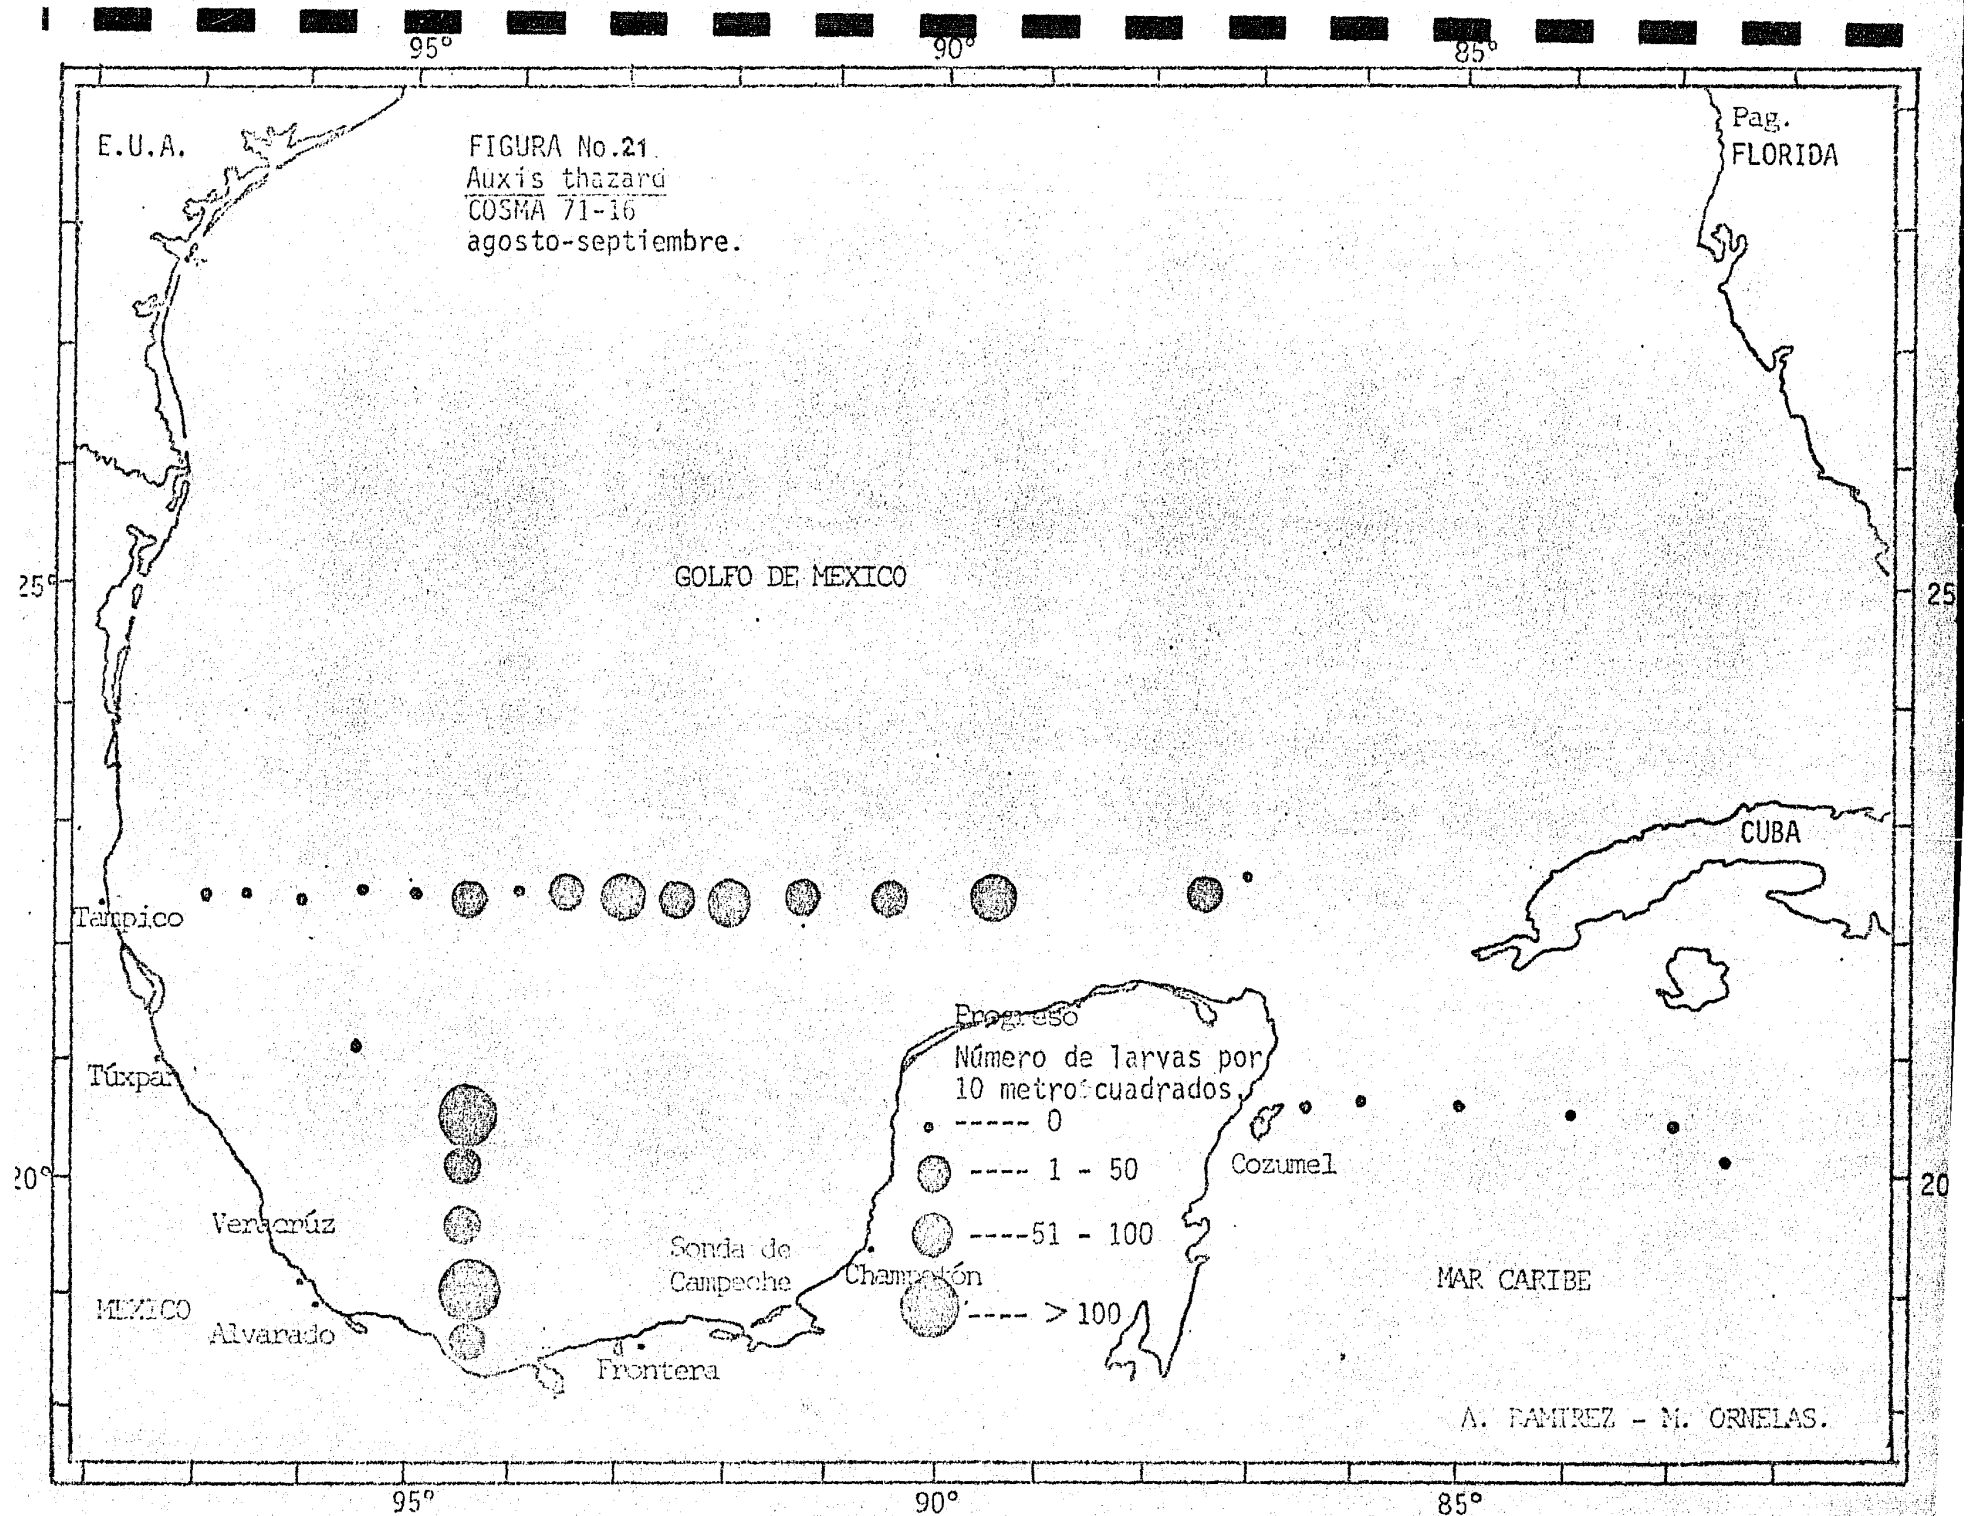 95° 90° 85°
E.U.A.
FIGURA No.21.
Auxis thazard
COSMA 71-16
agosto-septiembre.
Pag.
FLORIDA
25° 25
GOLFO DE MEXICO
CUBA
Tampico
Progreso
Número de larvas por
10 metros cuadrados.
----- 0
---- 1 - 50
----51 - 100
---- > 100
Túxpan
Cozumel
20° 20
Veracrúz
Sonda de
Campeche
Champotón
MAR CARIBE
MEXICO
Alvarado
Frontera
A. RAMIREZ - M. ORNELAS.
95° 90° 85°